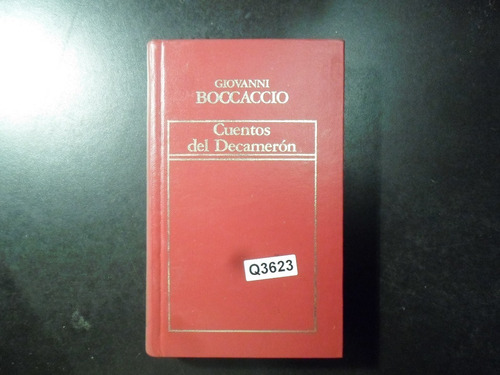 GIOVANNI
BOCCACCIO
Cuentos
del Decamerón
Q3623